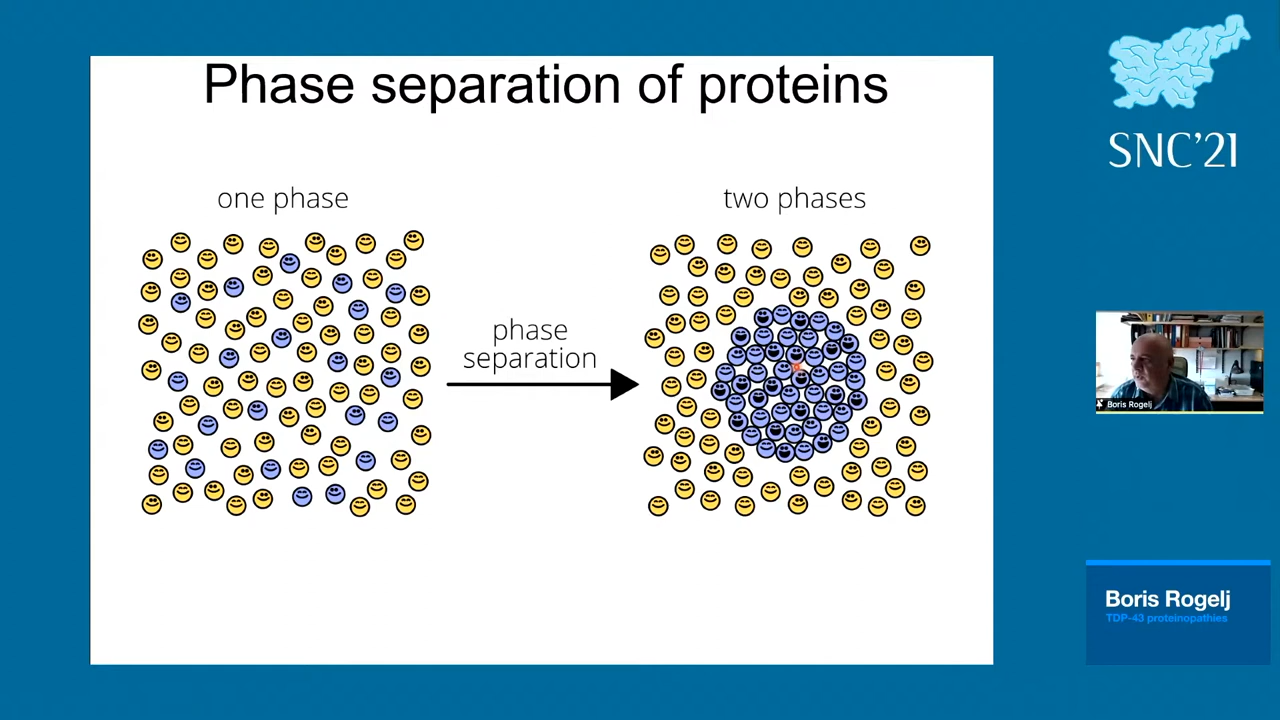 Phase separation of proteins
one phase
two phases
phase
separation
SNC'21
Boris Rogelj
Boris Rogelj
TDP-43 proteinopathies